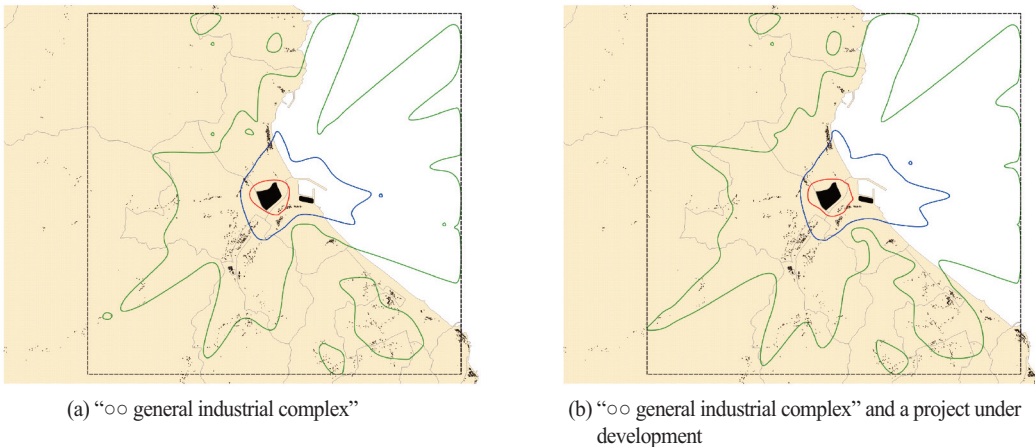 (a) “○○ general industrial complex”
(b) “○○ general industrial complex” and a project under
development